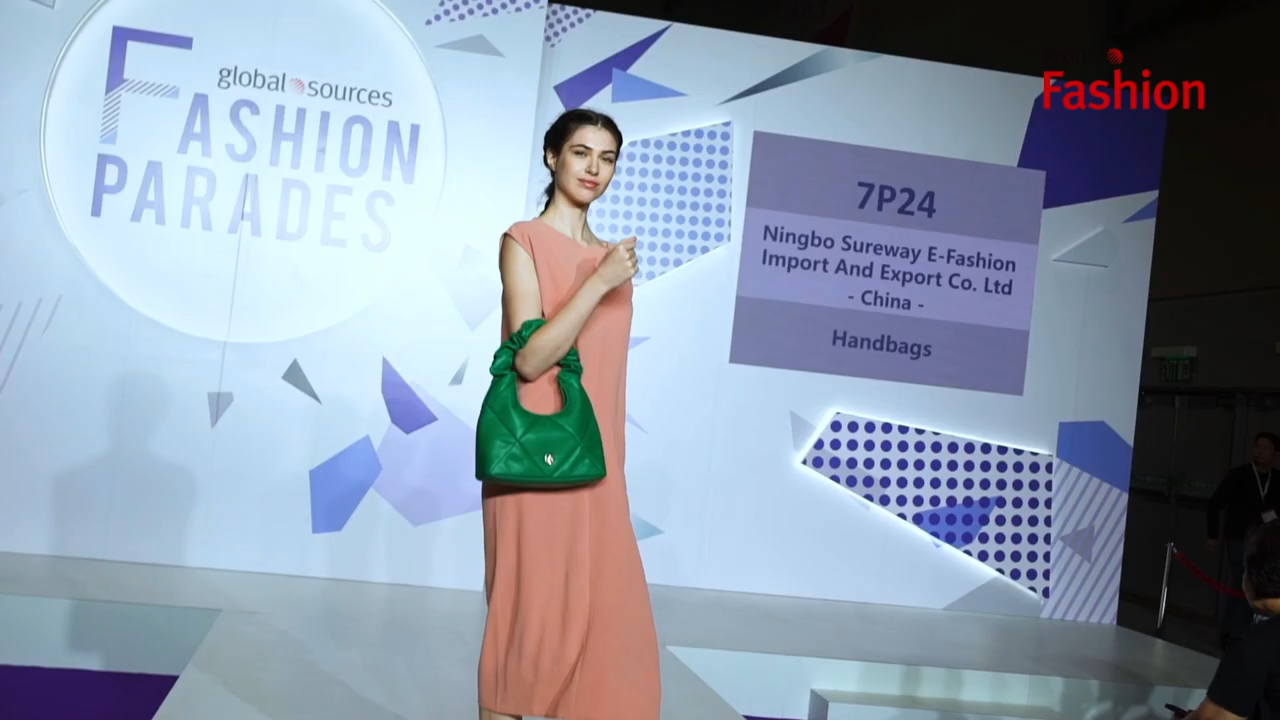 global sources
FASHION
PARADES
Fashion
7P24
Ningbo Sureway E-Fashion
Import And Export Co. Ltd
- China -
Handbags